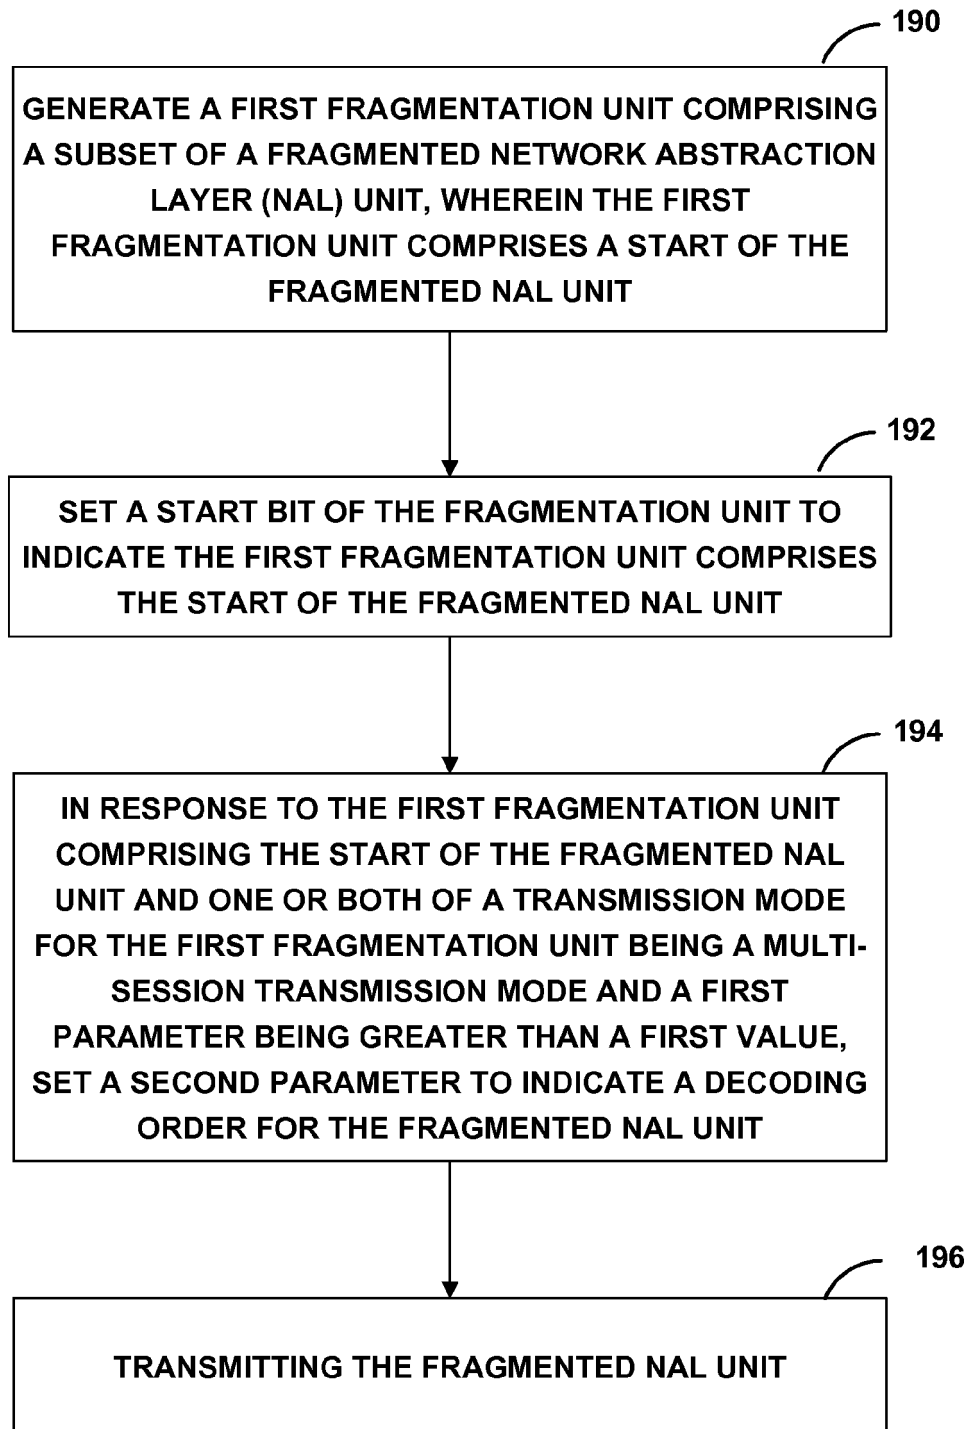 190
GENERATE A FIRST FRAGMENTATION UNIT COMPRISING
A SUBSET OF A FRAGMENTED NETWORK ABSTRACTION
LAYER (NAL) UNIT, WHEREIN THE FIRST
FRAGMENTATION UNIT COMPRISES A START OF THE
FRAGMENTED NAL UNIT
192
SET A START BIT OF THE FRAGMENTATION UNIT TO
INDICATE THE FIRST FRAGMENTATION UNIT COMPRISES
THE START OF THE FRAGMENTED NAL UNIT
194
IN RESPONSE TO THE FIRST FRAGMENTATION UNIT
COMPRISING THE START OF THE FRAGMENTED NAL
UNIT AND ONE OR BOTH OF A TRANSMISSION MODE
FOR THE FIRST FRAGMENTATION UNIT BEING A MULTI-
SESSION TRANSMISSION MODE AND A FIRST
PARAMETER BEING GREATER THAN A FIRST VALUE,
SET A SECOND PARAMETER TO INDICATE A DECODING
ORDER FOR THE FRAGMENTED NAL UNIT
196
TRANSMITTING THE FRAGMENTED NAL UNIT